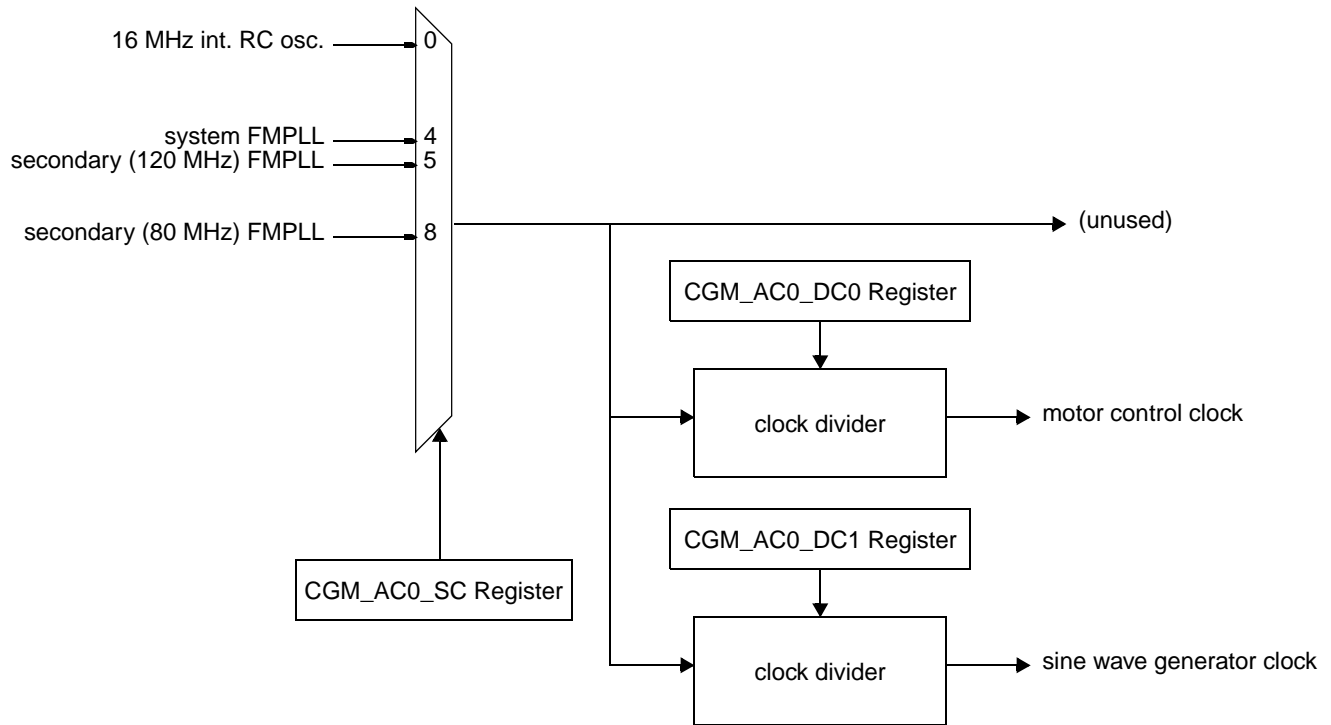 16 MHz int. RC osc.
0
system FMPLL
4
secondary (120 MHz) FMPLL
5
secondary (80 MHz) FMPLL
8
(unused)
CGM_AC0_DC0 Register
clock divider
motor control clock
CGM_AC0_DC1 Register
CGM_AC0_SC Register
clock divider
sine wave generator clock